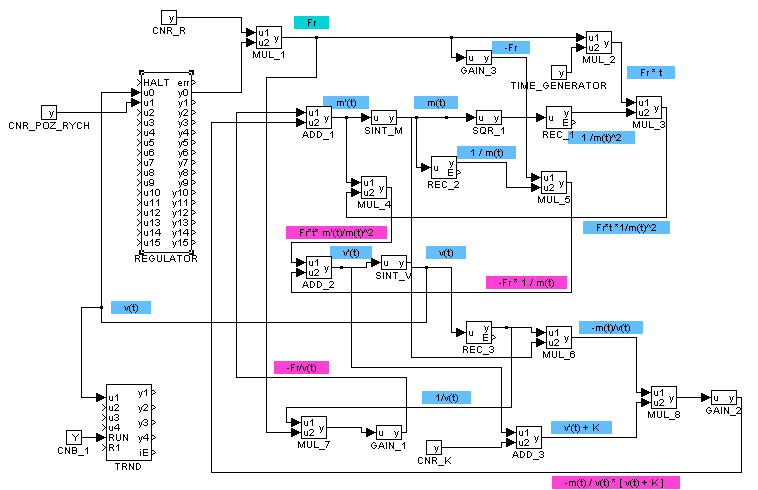 y
CNR_R
u1 y
u2
MUL_1
Fr
-Fr
u y
GAIN_3
u1 y
u2
MUL_2
y
TIME_GENERATOR
Fr* t
y
CNR_POZ_RYCH
HALT err
u0 y0
u1 y1
u2 y2
u3 y3
u4 y4
u5 y5
u6 y6
u7 y7
u8 y8
u9 y9
u10 y10
u11 y11
u12 y12
u13 y13
u14 y14
u15 y15
REGULATOR
u1 y
u2
ADD_1
m'(t)
u y
SINT_M
m(t)
u y
SQR_1
u y
E
REC_1
1 /m(t)^2
u1 y
u2
MUL_3
u y
E
REC_2
1 / m(t)
u1 y
u2
MUL_4
u1 y
u2
MUL_5
Fr*t* m'(t)/m(t)^2
Fr*t *1/m(t)^2
u1 y
u2
ADD_2
v'(t)
u y
SINT_V
v(t)
-Fr* 1 / m(t)
v(t)
u y
E
REC_3
u1 y
u2
MUL_6
-m(t)/v(t)
-Fr/v(t)
u1 y1
u2 y2
u3 y3
u4
RUN y4
R1 iE
TRND
Y
CNB_1
1/v(t)
u1 y
u2
MUL_7
u y
GAIN_1
y
CNR_K
u1 y
u2
ADD_3
v'(t) + K
u1 y
u2
MUL_8
u y
GAIN_2
-m(t) / v(t) * [ v(t) + K ]